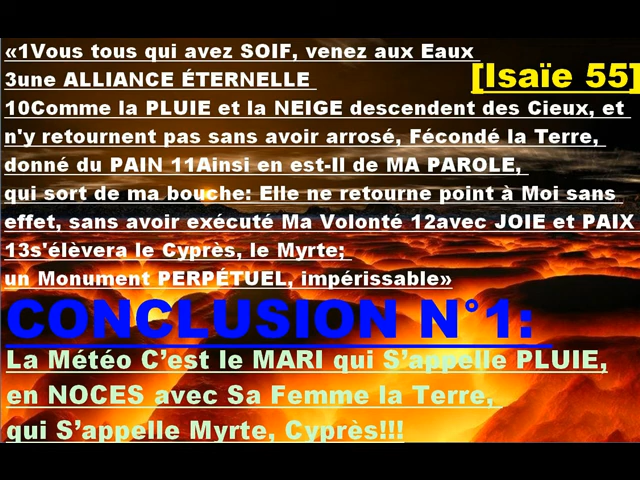 «1Vous tous qui avez SOIF, venez aux Eaux
3une ALLIANCE ÉTERNELLE
[Isaïe 55]
10Comme la PLUIE et la NEIGE descendent des Cieux, et
n'y retournent pas sans avoir arrosé, Fécondé la Terre,
donné du PAIN 11Ainsi en est-Il de MA PAROLE,
qui sort de ma bouche: Elle ne retourne point à Moi sans
effet, sans avoir exécuté Ma Volonté 12avec JOIE et PAIX
13s'élèvera le Cyprès, le Myrte;
un Monument PERPÉTUEL, impérissable»
CONCLUSION N°1:
La Météo C’est le MARI qui S’appelle PLUIE,
en NOCES avec Sa Femme la Terre,
qui S’appelle Myrte, Cyprès!!!